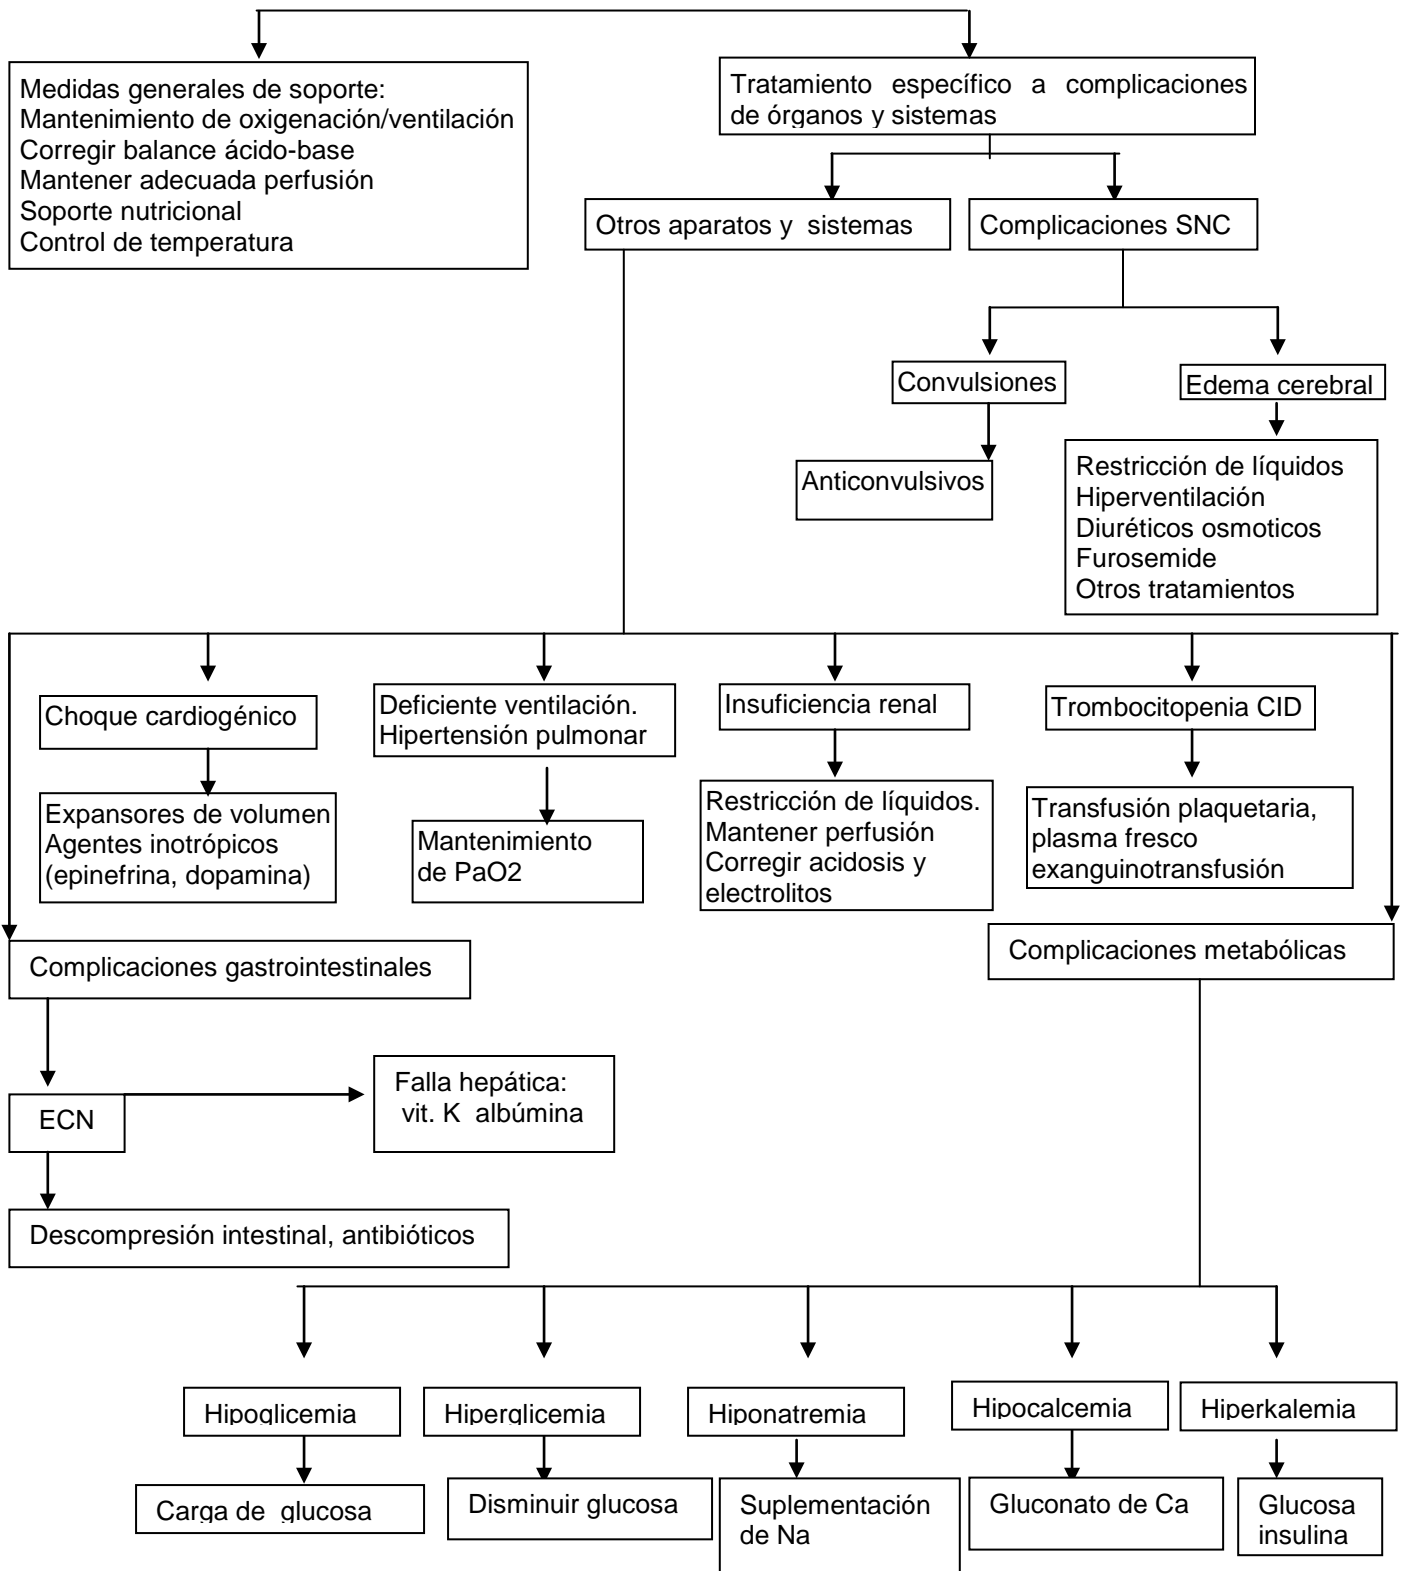 Medidas generales de soporte:
Mantenimiento de oxigenación/ventilación
Corregir balance ácido-base
Mantener adecuada perfusión
Soporte nutricional
Control de temperatura
Tratamiento específico a complicaciones
de órganos y sistemas
Otros aparatos y sistemas
Complicaciones SNC
Convulsiones
Edema cerebral
Anticonvulsivos
Restricción de líquidos
Hiperventilación
Diuréticos osmoticos
Furosemide
Otros tratamientos
Choque cardiogénico
Deficiente ventilación.
Hipertensión pulmonar
Insuficiencia renal
Trombocitopenia CID
Expansores de volumen
Agentes inotrópicos
(epinefrina, dopamina)
Mantenimiento
de PaO2
Restricción de líquidos.
Mantener perfusión
Corregir acidosis y
electrolitos
Transfusión plaquetaria,
plasma fresco
exanguinotransfusión
Complicaciones gastrointestinales
Complicaciones metabólicas
ECN
Falla hepática:
vit. K albúmina
Descompresión intestinal, antibióticos
Hipoglicemia
Hiperglicemia
Hiponatremia
Hipocalcemia
Hiperkalemia
Carga de glucosa
Disminuir glucosa
Suplementación
de Na
Gluconato de Ca
Glucosa
insulina